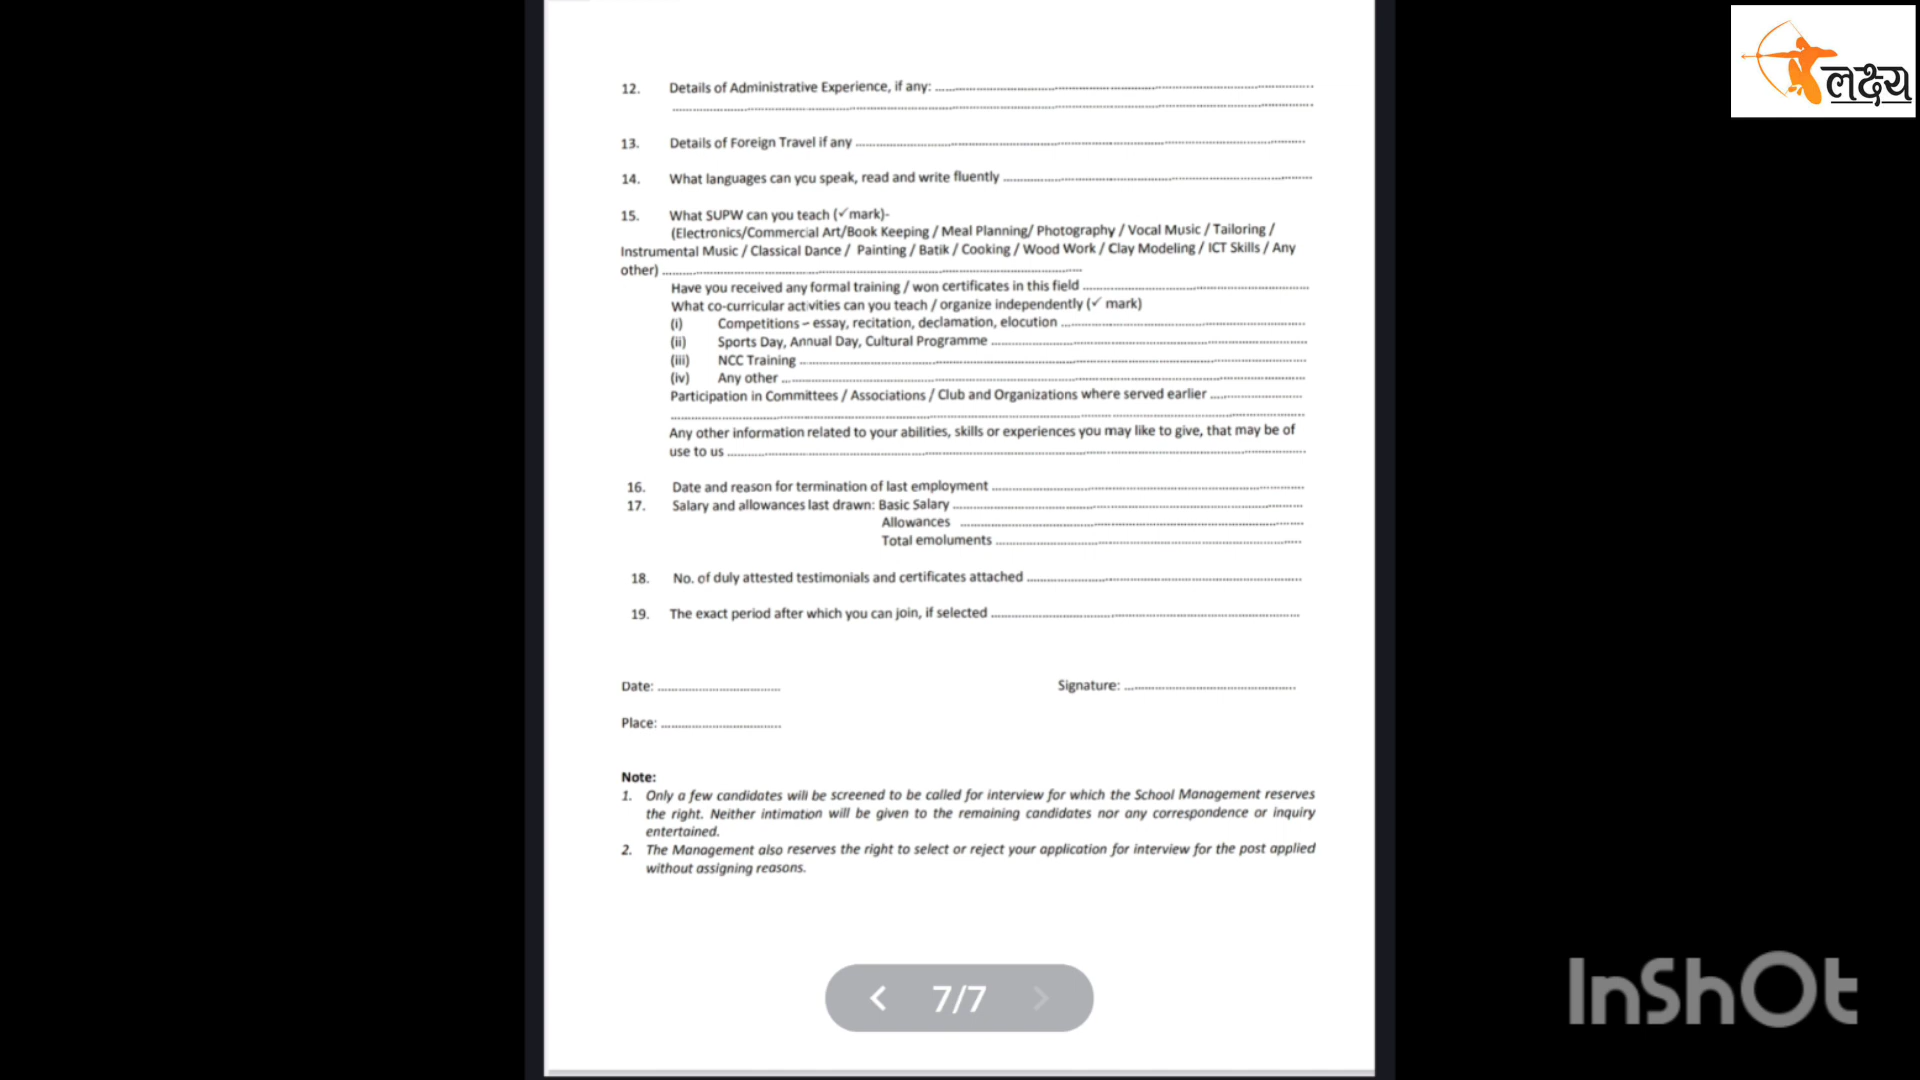 लक्ष्य
12. Details of Administrative Experience, if any:
13. Details of Foreign Travel if any
14. What languages can you speak, read and write fluently
15. What SUPW can you teach (✓mark)-
(Electronics/Commercial Art/Book Keeping / Meal Planning/ Photography / Vocal Music / Tailoring /
Instrumental Music / Classical Dance / Painting / Batik / Cooking / Wood Work / Clay Modeling / ICT Skills / Any
other)
Have you received any formal training / won certificates in this field
What co-curricular activities can you teach / organize independently (✓ mark)
(i) Competitions – essay, recitation, declamation, elocution
(ii) Sports Day, Annual Day, Cultural Programme
(iii) NCC Training
(iv) Any other
Participation in Committees / Associations / Club and Organizations where served earlier
Any other information related to your abilities, skills or experiences you may like to give, that may be of
use to us
16. Date and reason for termination of last employment
17. Salary and allowances last drawn: Basic Salary
Allowances
Total emoluments
18. No. of duly attested testimonials and certificates attached
19. The exact period after which you can join, if selected
Date: Signature:
Place:
Note:
1. Only a few candidates will be screened to be called for interview for which the School Management reserves
the right. Neither intimation will be given to the remaining candidates nor any correspondence or inquiry
entertained.
2. The Management also reserves the right to select or reject your application for interview for the post applied
without assigning reasons.
7/7
InShOt